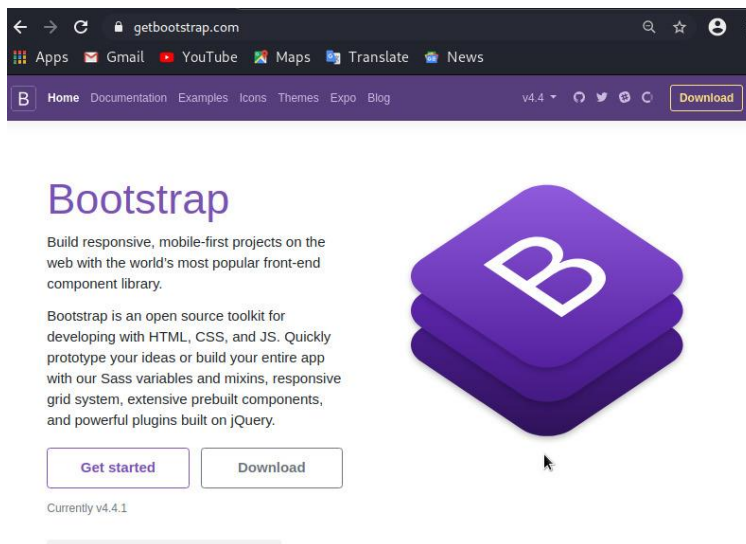 getbootstrap.com
Apps Gmail YouTube Maps Translate News
B Home Documentation Examples Icons Themes Expo Blog v4.4 Download
Bootstrap
Build responsive, mobile-first projects on the
web with the world’s most popular front-end
component library.
Bootstrap is an open source toolkit for
developing with HTML, CSS, and JS. Quickly
prototype your ideas or build your entire app
with our Sass variables and mixins, responsive
grid system, extensive prebuilt components,
and powerful plugins built on jQuery.
B
Get started Download
Currently v4.4.1